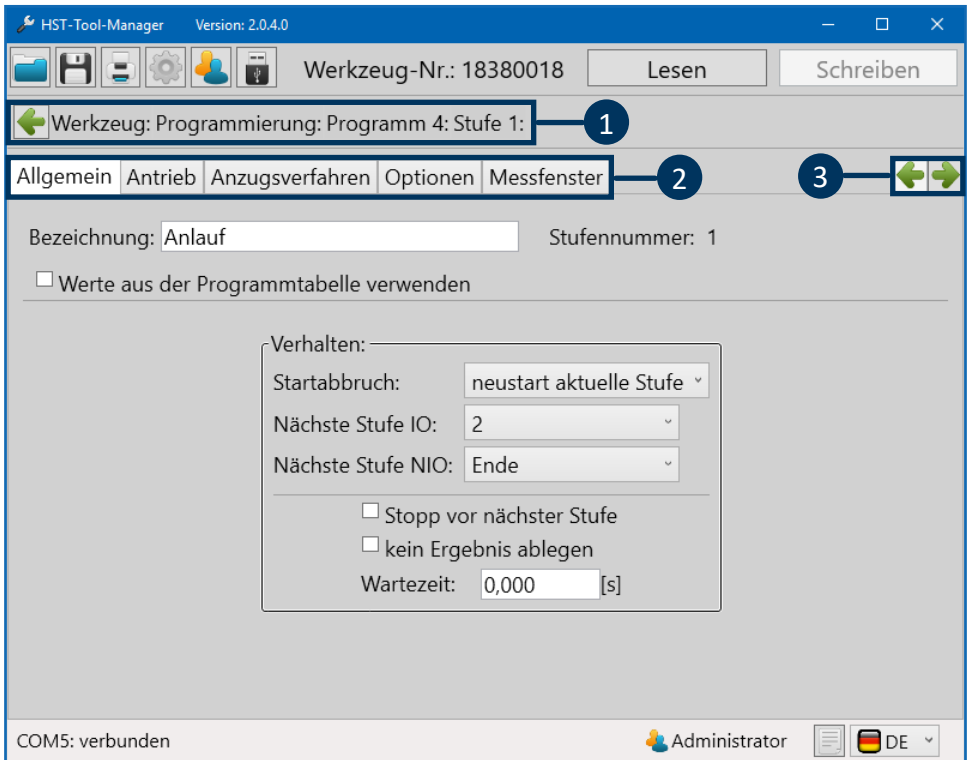 HST-Tool-Manager Version: 2.0.4.0
Werkzeug-Nr.: 18380018 Lesen Schreiben
Werkzeug: Programmierung: Programm 4: Stufe 1: 1
Allgemein Antrieb Anzugsverfahren Optionen Messfenster 2 3
Bezeichnung: Anlauf Stufennummer: 1
Werte aus der Programmtabelle verwenden
Verhalten:
Startabbruch: neustart aktuelle Stufe
Nächste Stufe IO: 2
Nächste Stufe NIO: Ende
Stopp vor nächster Stufe
kein Ergebnis ablegen
Wartezeit: 0,000 [s]
COM5: verbunden Administrator DE